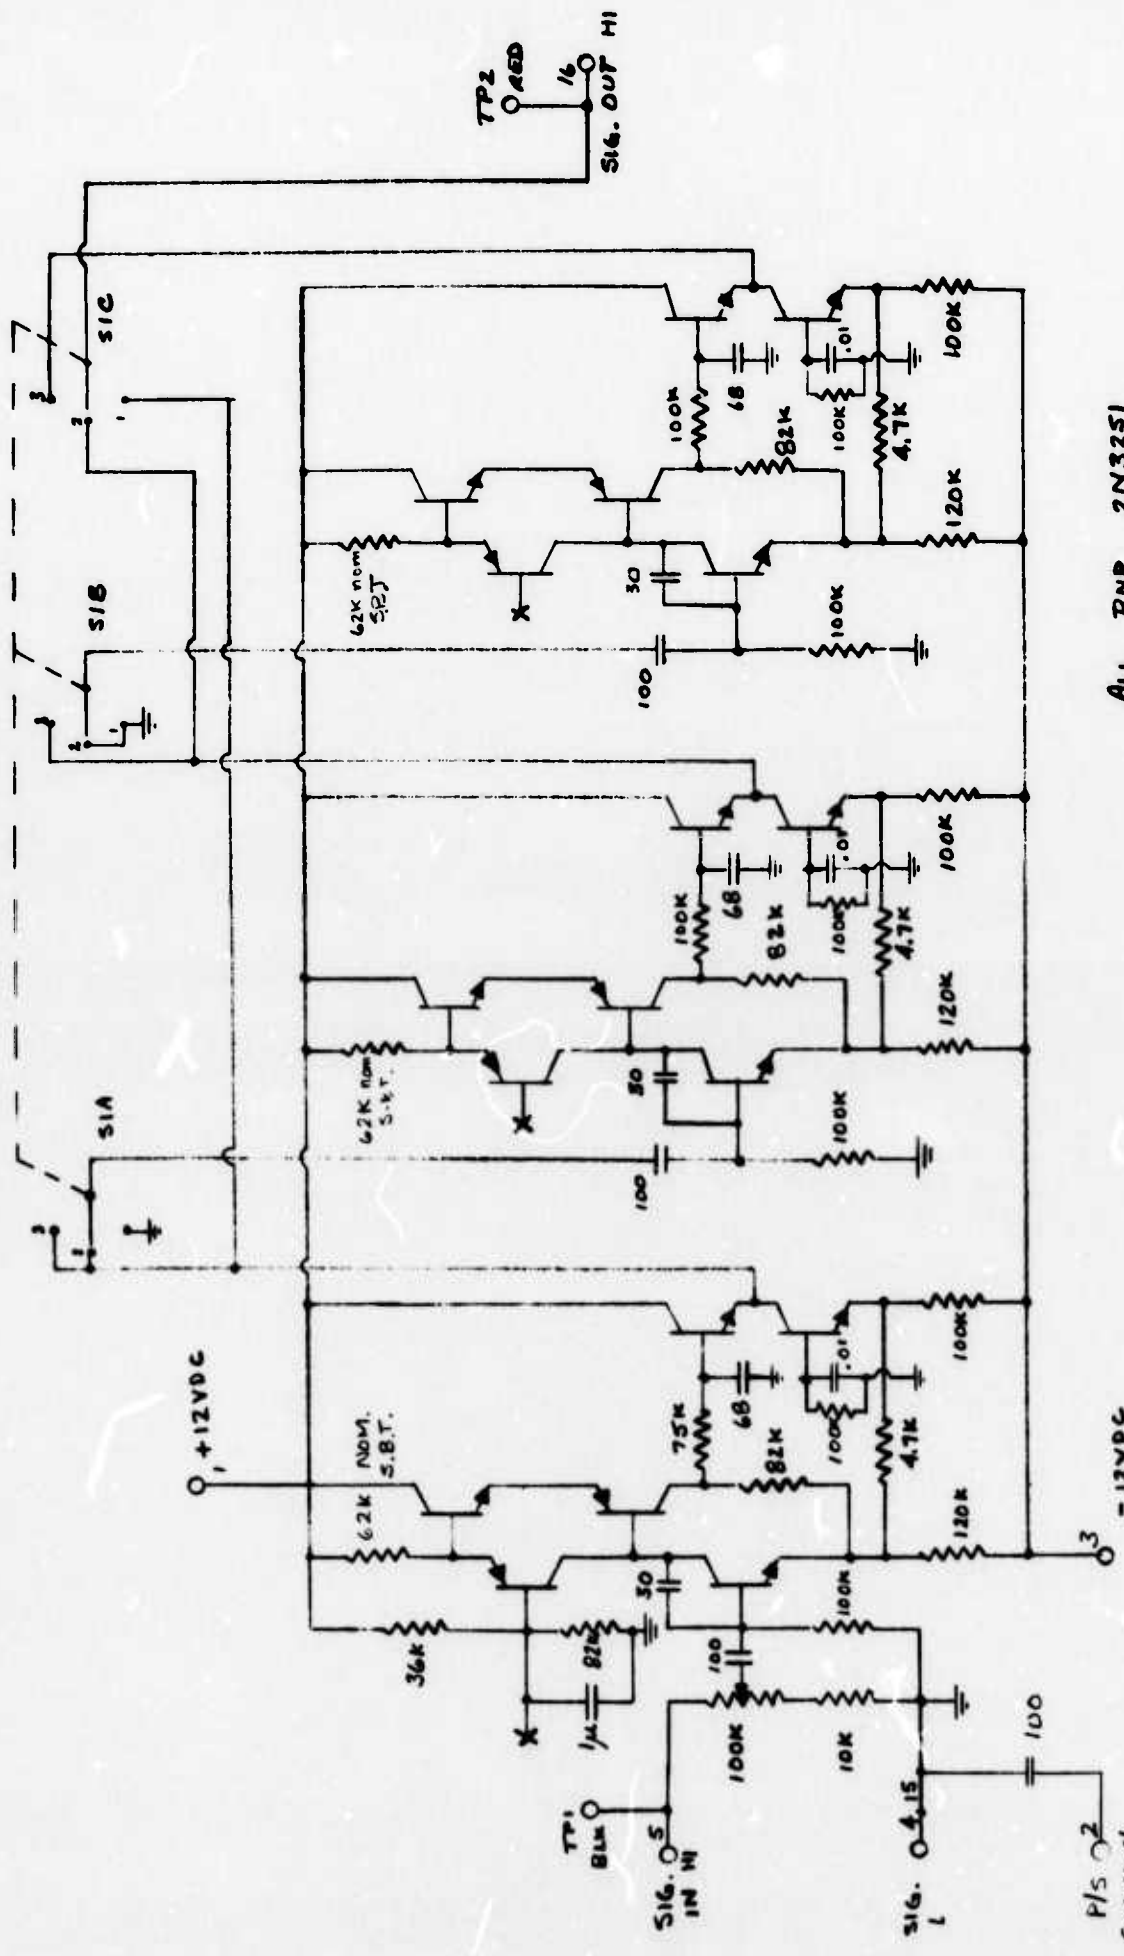 TP2
RED
16
SIG. OUT HI
S1C
3
2
1
S1B
3
2
1
S1A
3
2
1
+12VDC
62K
NOM.
S.B.T.
62K nom
S.B.T.
62K nom
36K
1µ
82K
30
100
100K
75K
68
82K
.01
100K
4.7K
120K
100K
100
30
100K
100K
68
82K
.01
100K
4.7K
120K
100K
100
30
100K
100K
68
82K
.01
100K
4.7K
120K
100K
TP1
BLK
5
SIG.
IN HI
100K
10K
SIG.
4,15
100
P/S
2
3
-12VDC
ALL PNP 2N3251